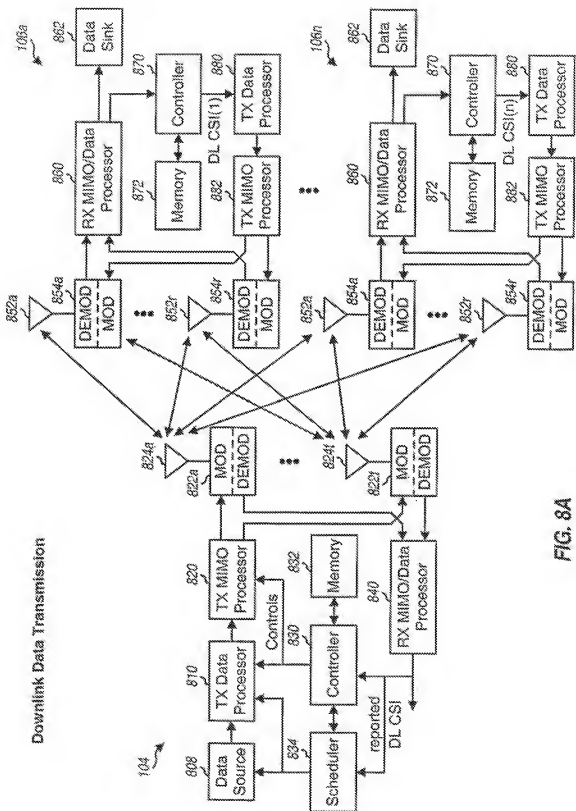 Downlink Data Transmission
104
808
Data
Source
810
TX Data
Processor
820
TX MIMO
Processor
822a
MOD
DEMOD
824a
•••
824t
822t
MOD
DEMOD
834
Scheduler
830
Controller
832
Memory
Controls
840
RX MIMO/Data
Processor
reported
DL CSI
106a
852a
854a
DEMOD
MOD
•••
852r
854r
DEMOD
MOD
860
RX MIMO/Data
Processor
862
Data
Sink
870
Controller
872
Memory
DL CSI(1)
880
TX Data
Processor
882
TX MIMO
Processor
•••
106n
852a
854a
DEMOD
MOD
•••
852r
854r
DEMOD
MOD
860
RX MIMO/Data
Processor
862
Data
Sink
870
Controller
872
Memory
DL CSI(n)
880
TX Data
Processor
882
TX MIMO
Processor
FIG. 8A